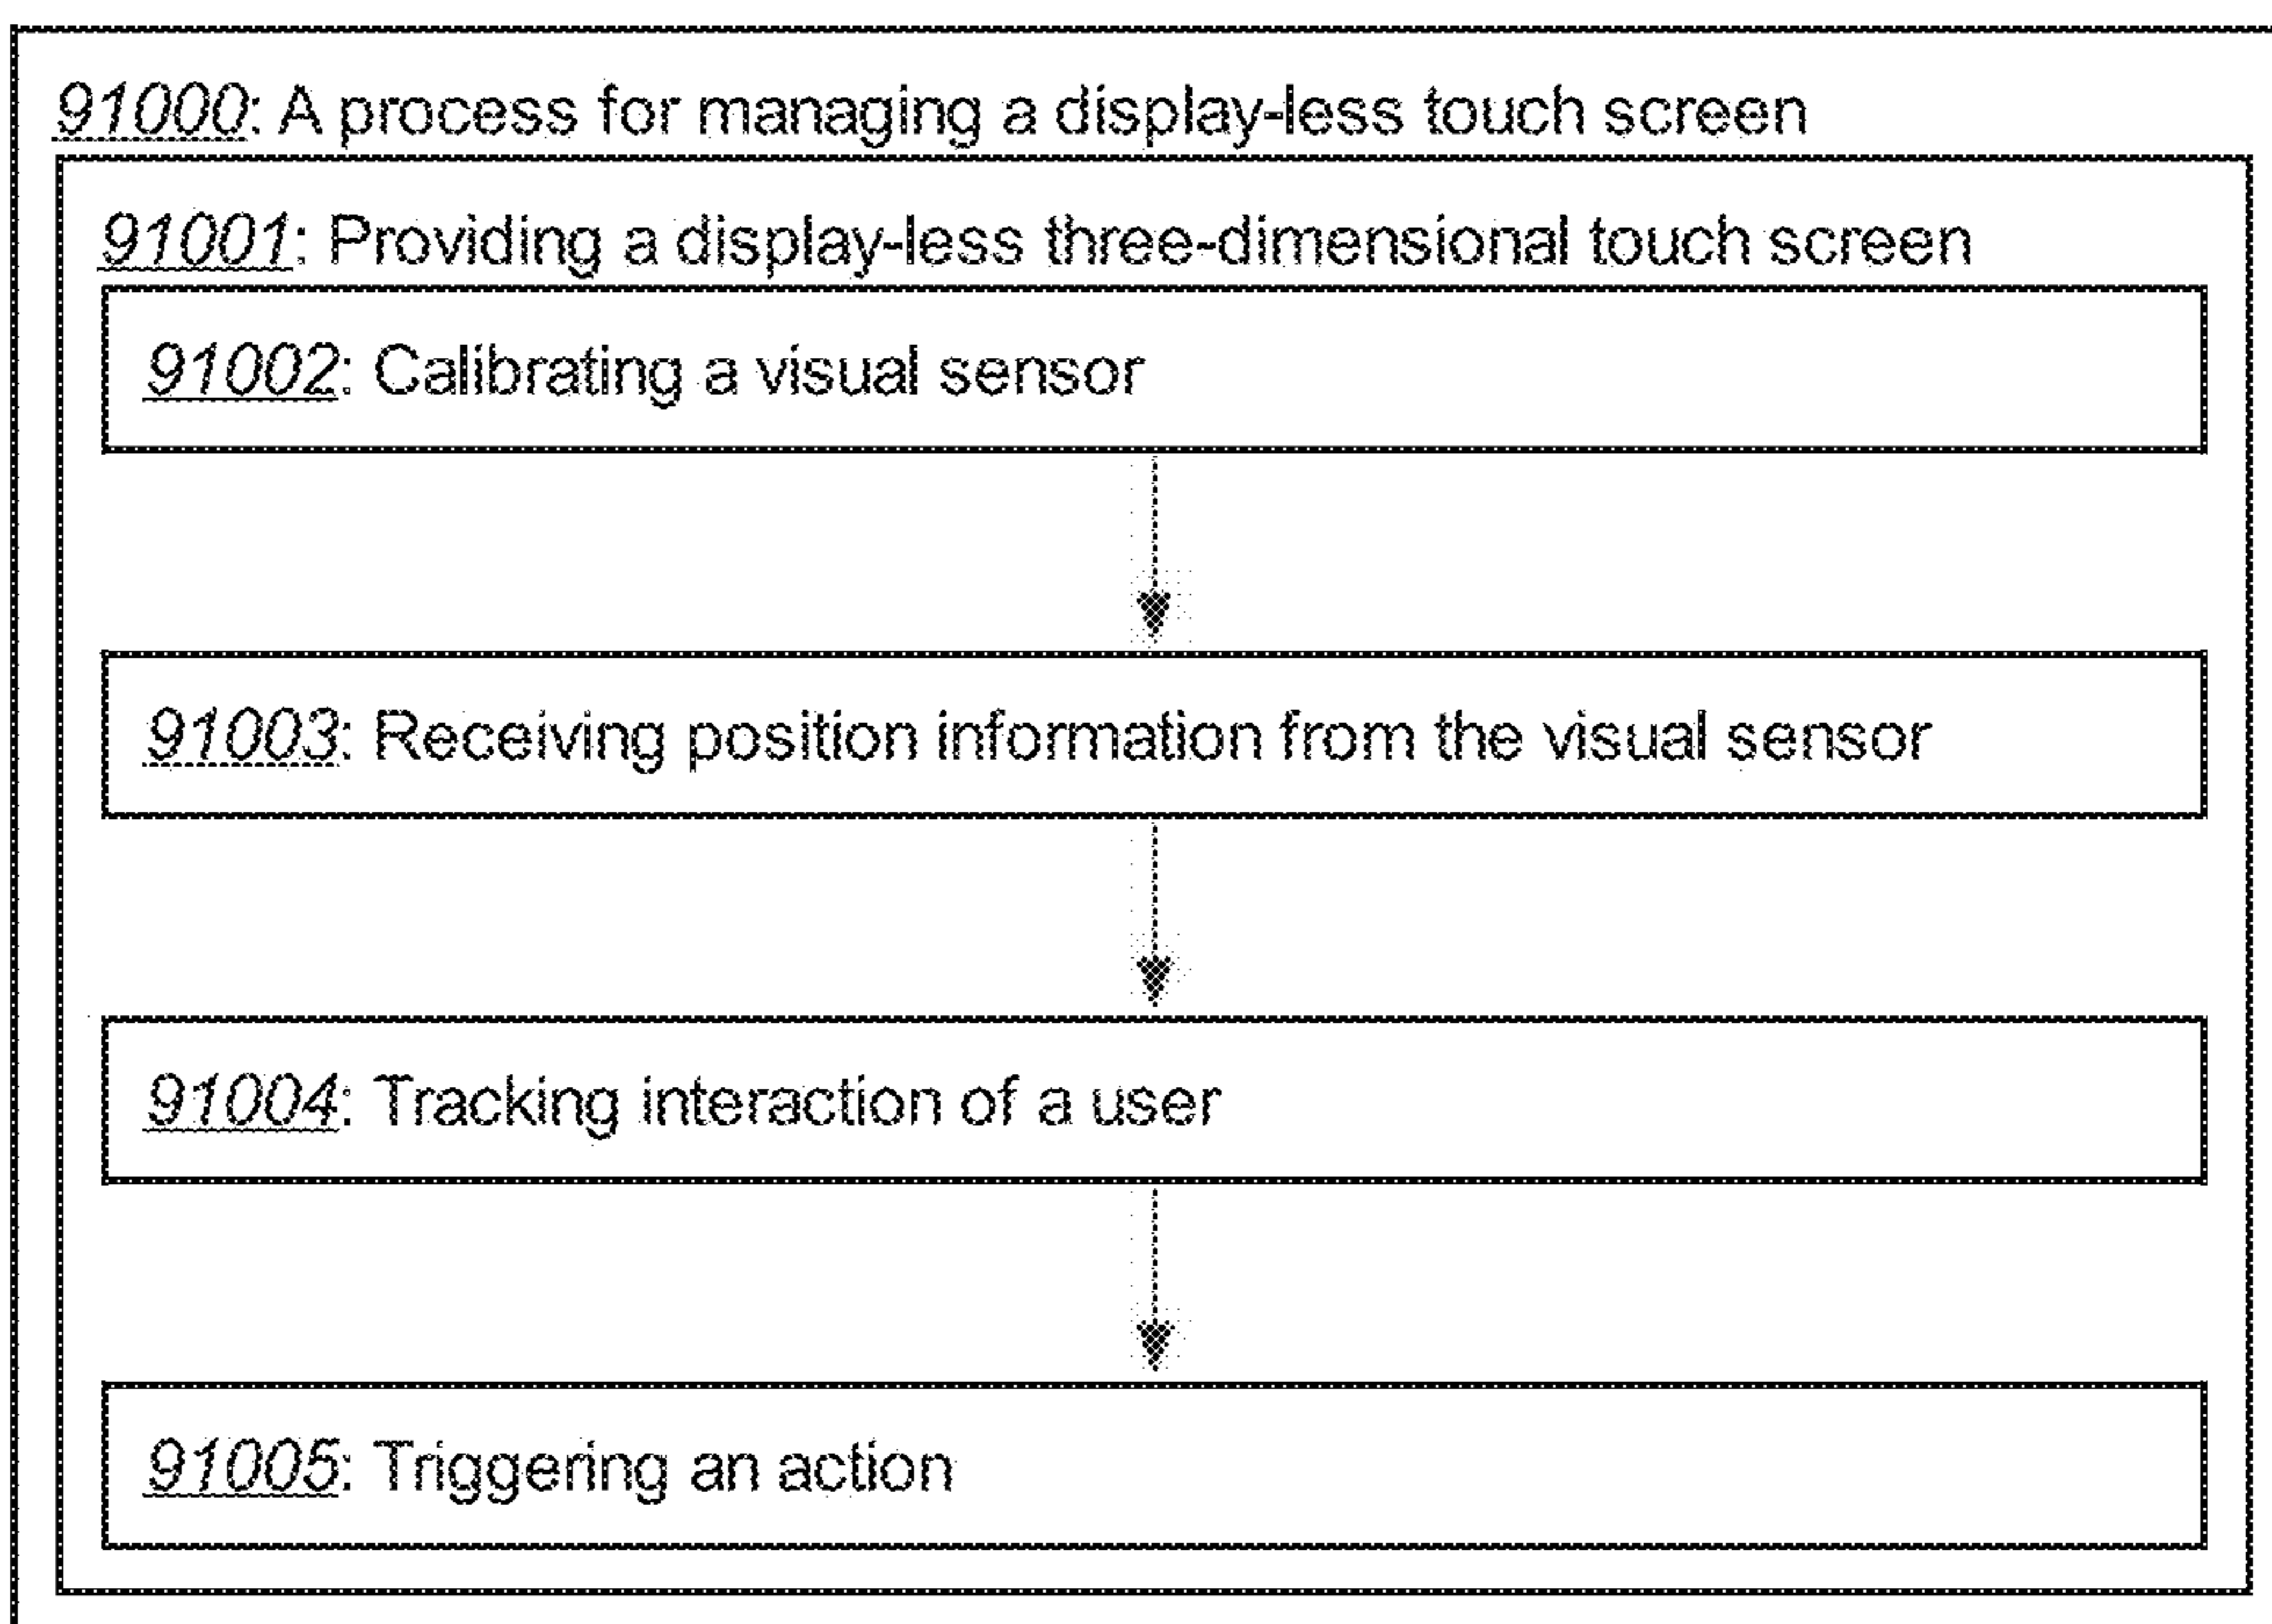 91000: A process for managing a display-less touch screen
91001: Providing a display-less three-dimensional touch screen
91002: Calibrating a visual sensor
91003: Receiving position information from the visual sensor
91004: Tracking interaction of a user
91005: Triggering an action